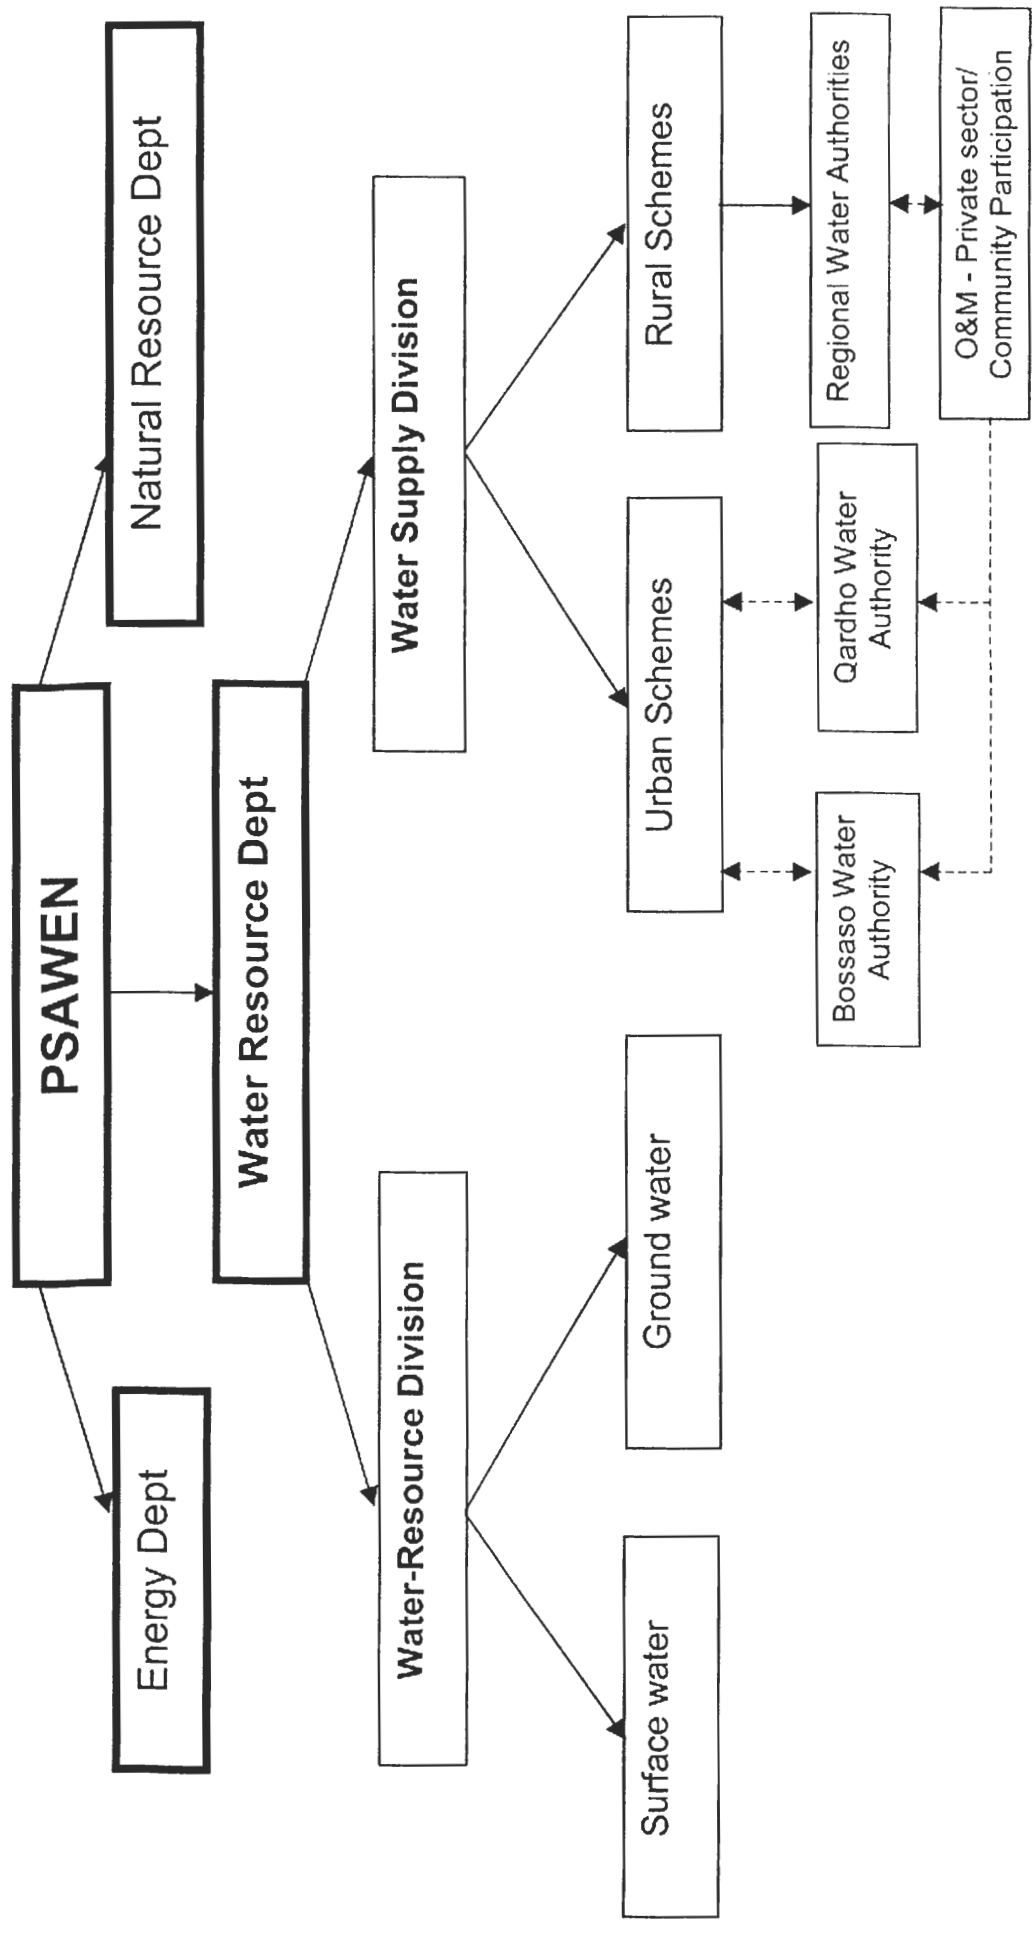 PSAWEN
Energy Dept
Natural Resource Dept
Water Resource Dept
Water-Resource Division
Water Supply Division
Surface water
Ground water
Urban Schemes
Rural Schemes
Bossaso Water
Authority
Qardho Water
Authority
Regional Water Authorities
O&M - Private sector/
Community Participation